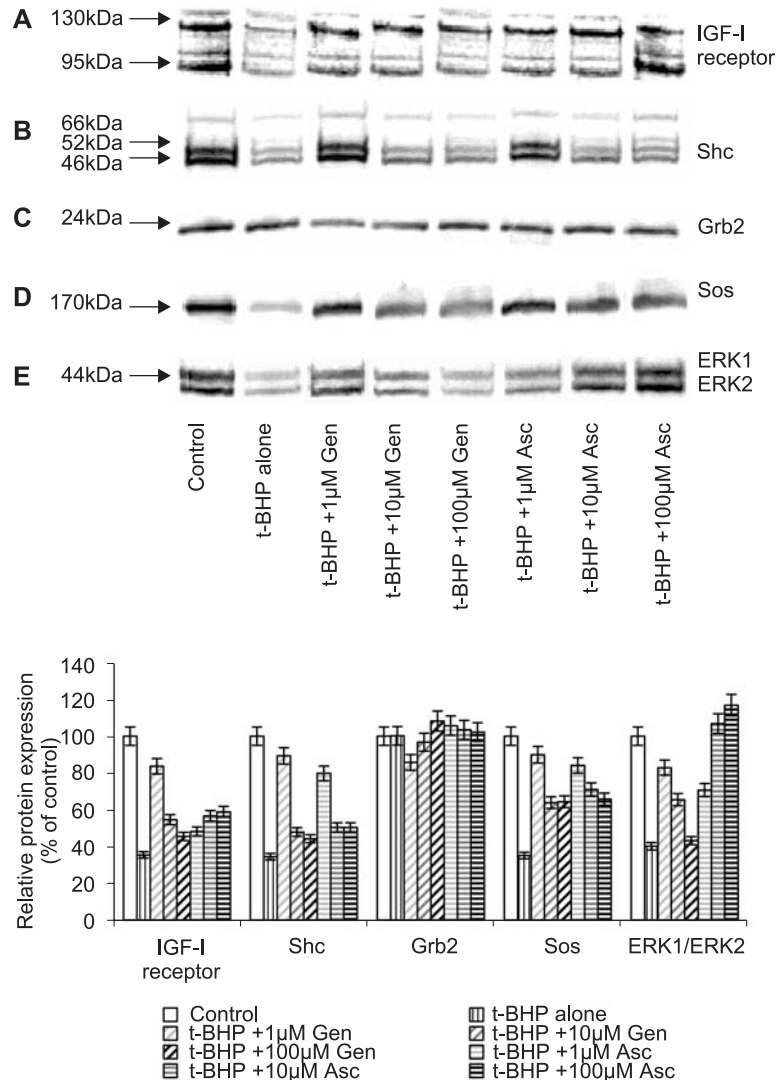 A
130kDa
95kDa
IGF-I
receptor
B
66kDa
52kDa
46kDa
Shc
C
24kDa
Grb2
D
170kDa
Sos
E
44kDa
ERK1
ERK2
Control
t-BHP alone
t-BHP +1µM Gen
t-BHP +10µM Gen
t-BHP +100µM Gen
t-BHP +1µM Asc
t-BHP +10µM Asc
t-BHP +100µM Asc
Relative protein expression
(% of control)
140
120
100
80
60
40
20
0
IGF-I
receptor
Shc
Grb2
Sos
ERK1/ERK2
Control
t-BHP alone
t-BHP +1µM Gen
t-BHP +10µM Gen
t-BHP +100µM Gen
t-BHP +1µM Asc
t-BHP +10µM Asc
t-BHP +100µM Asc